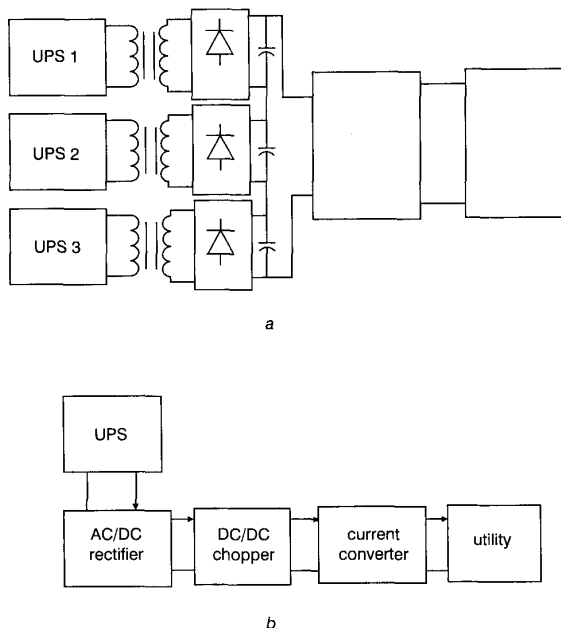 UPS 1
UPS 2
UPS 3
a
UPS
AC/DC
rectifier
DC/DC
chopper
current
converter
utility
b